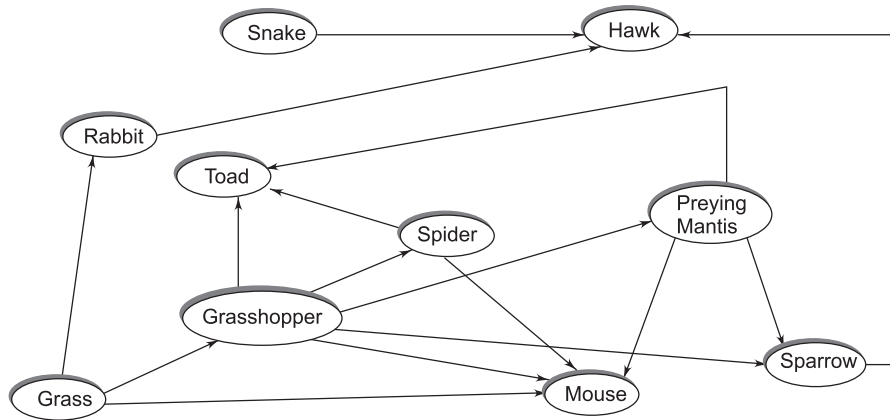 Snake
Hawk
Rabbit
Toad
Preying
Mantis
Spider
Grasshopper
Sparrow
Grass
Mouse